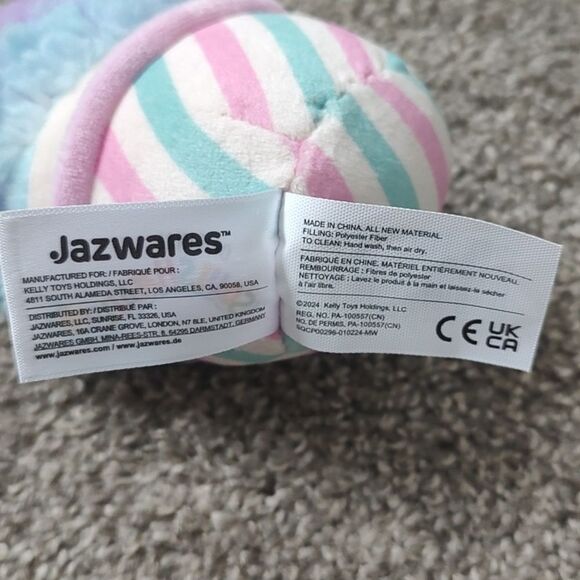 Jazwares™
MANUFACTURED FOR: / FABRIQUÉ POUR :
KELLY TOYS HOLDINGS, LLC
4811 SOUTH ALAMEDA STREET, LOS ANGELES, CA, 90058, USA
DISTRIBUTED BY: / DISTRIBUÉ PAR :
JAZWARES, LLC, SUNRISE, FL 33326, USA
JAZWARES, 16A CRANE GROVE, LONDON, N7 8LE, UNITED KINGDOM
JAZWARES GMBH, MINA-REES-STR. 8, 64295 DARMSTADT, GERMANY
www.jazwares.com / www.jazwares.de
MADE IN CHINA. ALL NEW MATERIAL.
FILLING: Polyester Fiber
TO CLEAN: Hand wash, then air dry.
FABRIQUÉ EN CHINE. MATÉRIEL ENTIÈREMENT NOUVEAU.
REMBOURRAGE : Fibres de polyester
NETTOYAGE : Lavez le produit à la main et laissez-le sécher
à l'air libre.
©2024 Kelly Toys Holdings, LLC
REG. NO. PA-100557(CN)
NO. DE PERMIS, PA-100557(CN)
SQCP00296-010224-MW
CE UK
CA